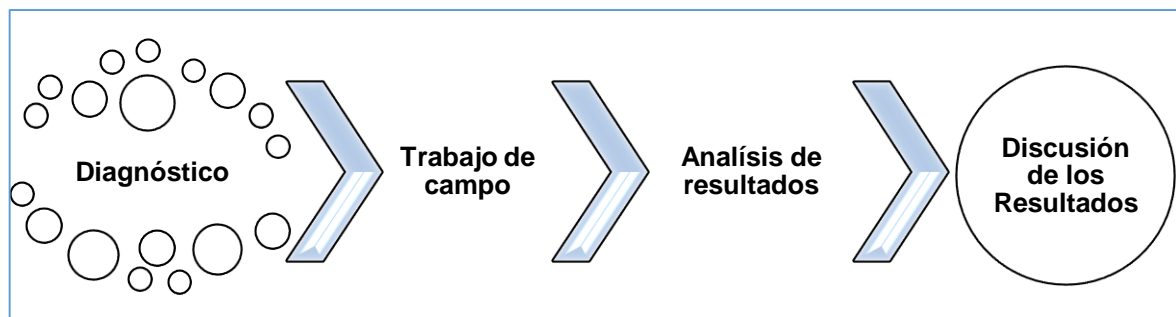 Diagnóstico
Trabajo de
campo
Analísis de
resultados
Discusión
de los
Resultados